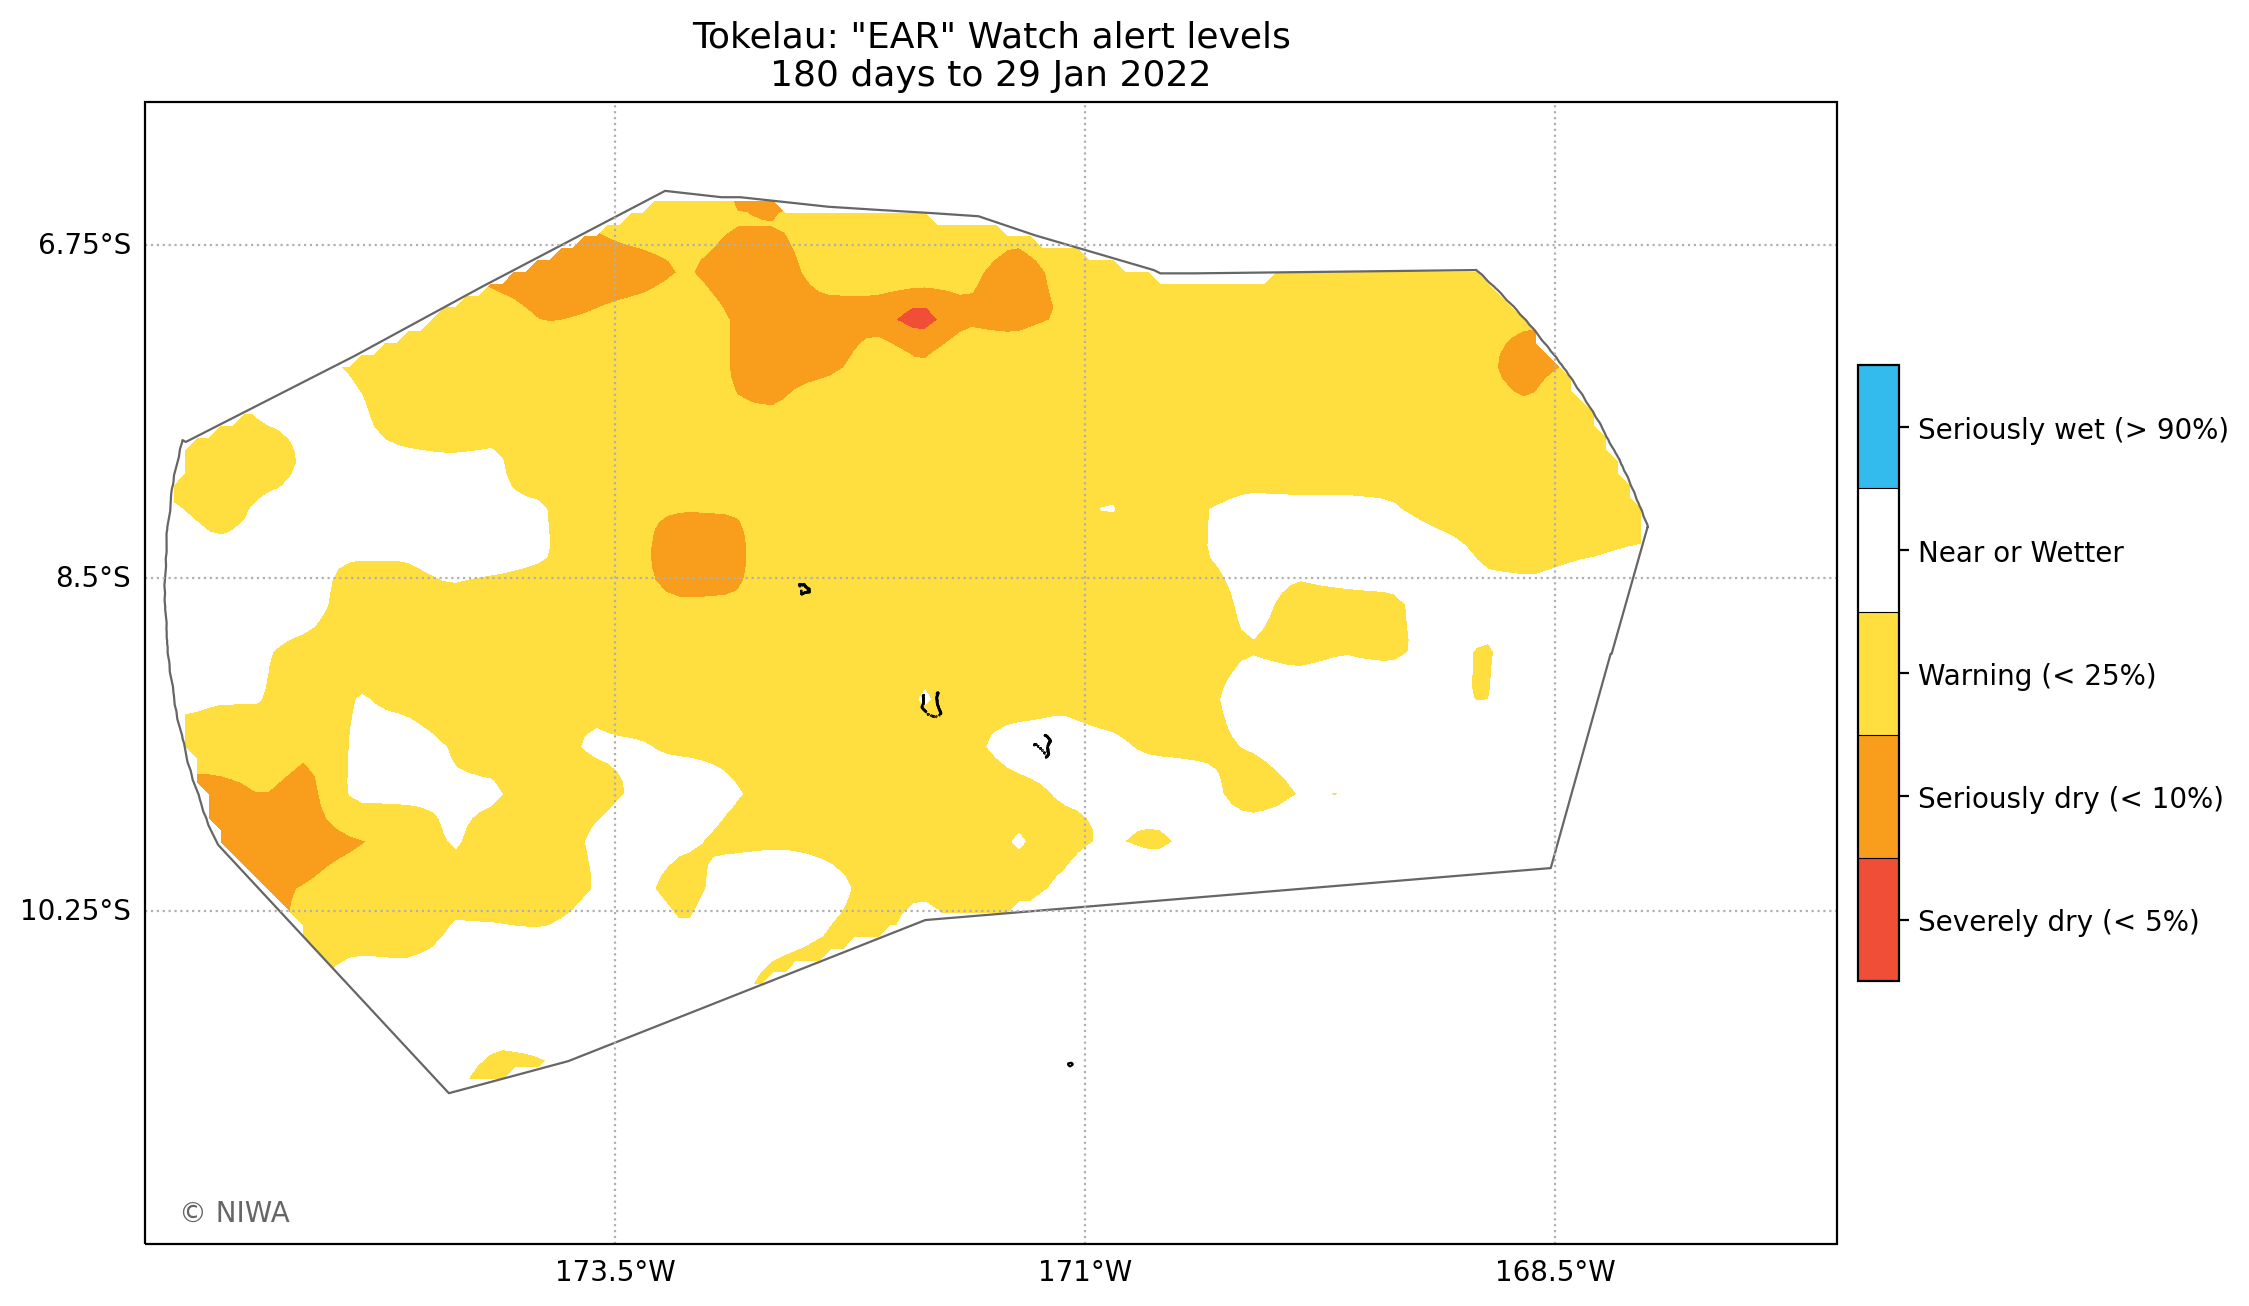 Tokelau: "EAR" Watch alert levels
180 days to 29 Jan 2022
6.75°S
8.5°S
10.25°S
173.5°W
171°W
168.5°W
Seriously wet (> 90%)
Near or Wetter
Warning (< 25%)
Seriously dry (< 10%)
Severely dry (< 5%)
© NIWA